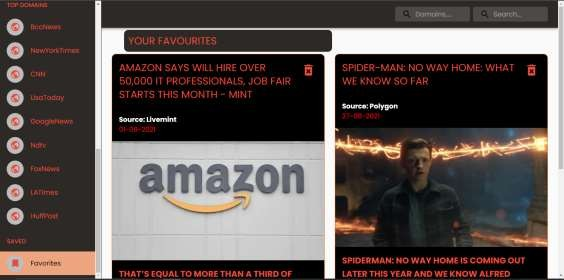 TOP DOMAINS
BccNews
NewYorkTimes
CNN
UsaToday
GoogleNews
Ndtv
FoxNews
LATimes
HuffPost
SAVED
Favorites
Domains....
Search...
YOUR FAVOURITES
AMAZON SAYS WILL HIRE OVER
50,000 IT PROFESSIONALS, JOB FAIR
STARTS THIS MONTH - MINT
Source: Livemint
01-09-2021
amazon
THAT'S EQUAL TO MORE THAN A THIRD OF
SPIDER-MAN: NO WAY HOME: WHAT
WE KNOW SO FAR
Source: Polygon
27-08-2021
SPIDERMAN: NO WAY HOME IS COMING OUT
LATER THIS YEAR AND WE KNOW ALFRED